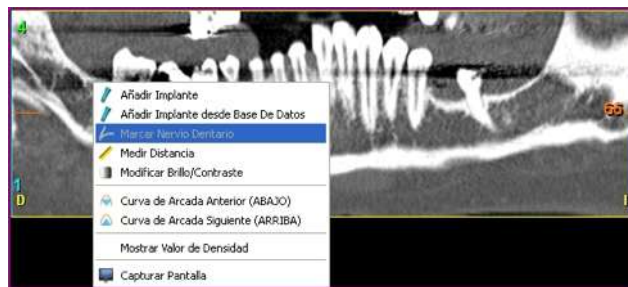 4
Añadir Implante
Añadir Implante desde Base De Datos
Marcar Nervio Dentario
Medir Distancia
Modificar Brillo/Contraste
Curva de Arcada Anterior (ABAJO)
Curva de Arcada Siguiente (ARRIBA)
Mostrar Valor de Densidad
Capturar Pantalla
1
D
I